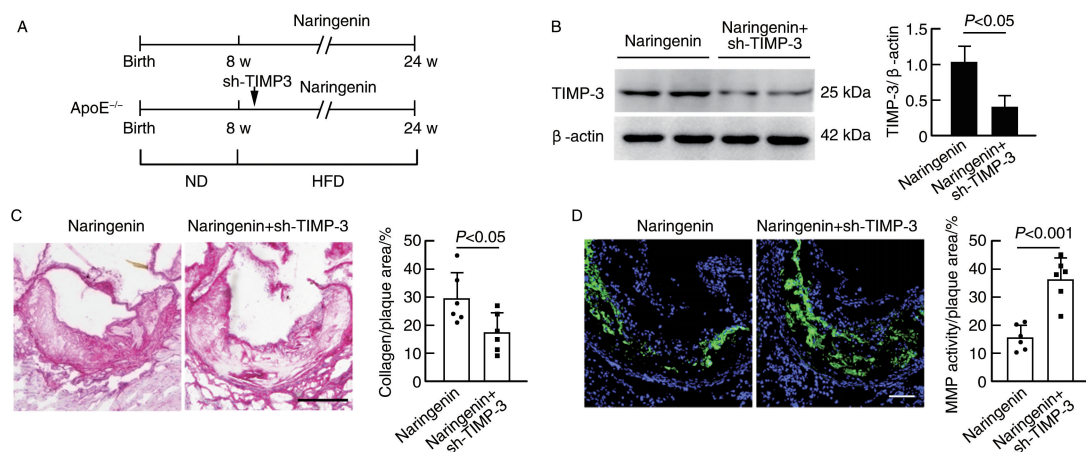 A
Naringenin
Birth
8 w
24 w
sh-TIMP3
Naringenin
ApoE⁻/⁻
Birth
8 w
24 w
ND
HFD
B
Naringenin
Naringenin+
sh-TIMP-3
TIMP-3
25 kDa
β-actin
42 kDa
P<0.05
TIMP-3/β-actin
1.5
1.0
0.5
0
Naringenin
Naringenin+
sh-TIMP-3
C
Naringenin
Naringenin+sh-TIMP-3
P<0.05
Collagen/plaque area/%
50
40
30
20
10
0
Naringenin
Naringenin+
sh-TIMP-3
D
Naringenin
Naringenin+sh-TIMP-3
P<0.001
MMP activity/plaque area/%
50
40
30
20
10
0
Naringenin
Naringenin+
sh-TIMP-3